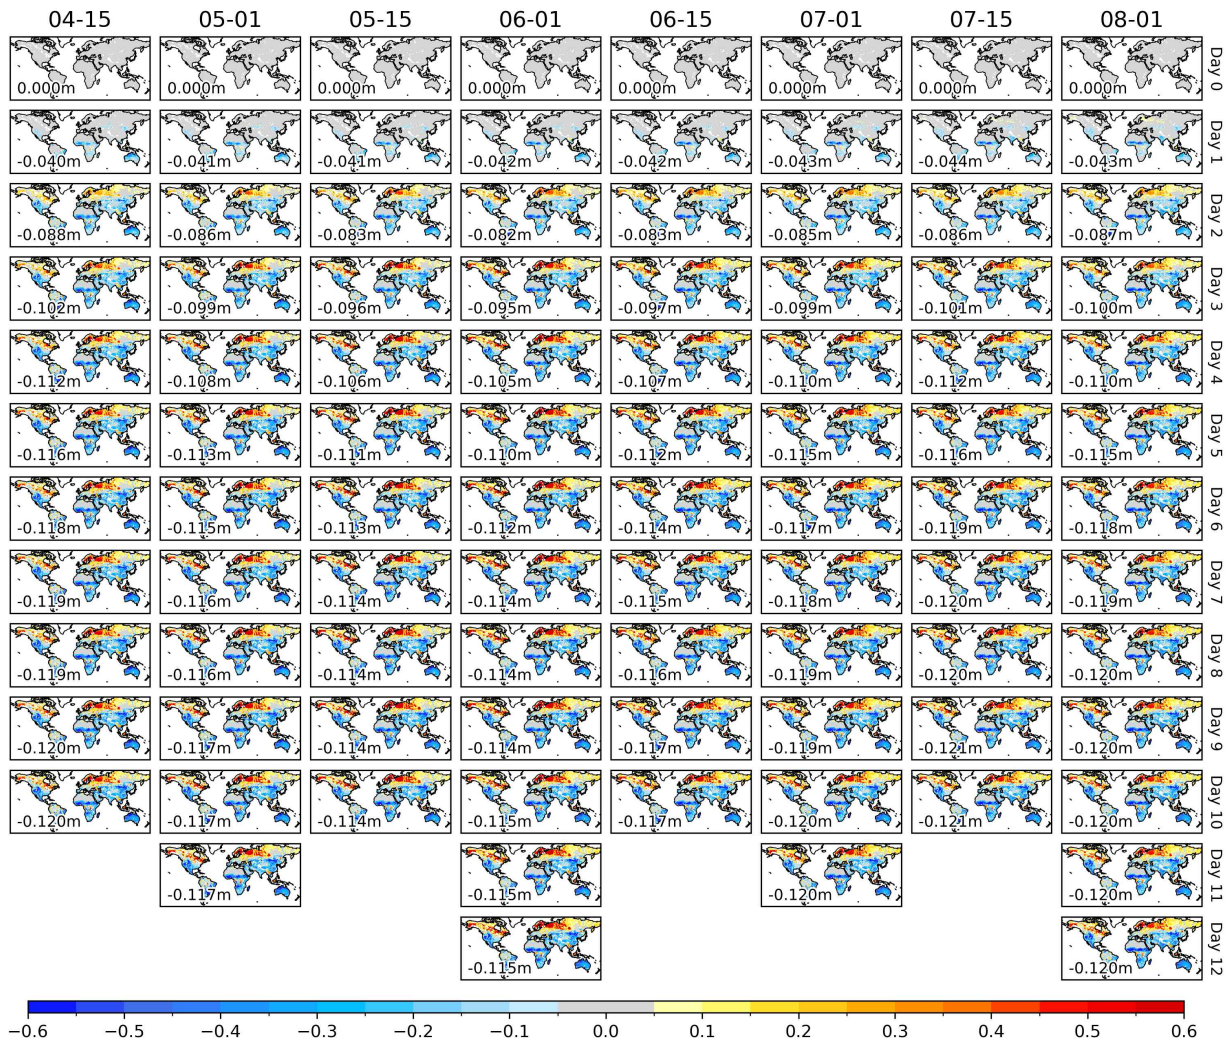 04-15 05-01 05-15 06-01 06-15 07-01 07-15 08-01
0.000m 0.000m 0.000m 0.000m 0.000m 0.000m 0.000m 0.000m Day 0
-0.040m -0.041m -0.041m -0.042m -0.042m -0.043m -0.044m -0.043m Day 1
-0.088m -0.086m -0.083m -0.082m -0.083m -0.085m -0.086m -0.087m Day 2
-0.102m -0.099m -0.096m -0.095m -0.097m -0.099m -0.101m -0.100m Day 3
-0.112m -0.108m -0.106m -0.105m -0.107m -0.110m -0.112m -0.110m Day 4
-0.116m -0.113m -0.111m -0.110m -0.112m -0.115m -0.116m -0.115m Day 5
-0.118m -0.115m -0.113m -0.112m -0.114m -0.117m -0.119m -0.118m Day 6
-0.119m -0.116m -0.114m -0.115m -0.115m -0.118m -0.120m -0.119m Day 7
-0.119m -0.116m -0.114m -0.114m -0.116m -0.119m -0.120m -0.120m Day 8
-0.120m -0.117m -0.114m -0.114m -0.117m -0.119m -0.121m -0.120m Day 9
-0.120m -0.117m -0.114m -0.115m -0.117m -0.120m -0.121m -0.120m Day 10
-0.117m -0.115m -0.120m -0.120m Day 11
-0.115m -0.120m Day 12
−0.6 −0.5 −0.4 −0.3 −0.2 −0.1 0.0 0.1 0.2 0.3 0.4 0.5 0.6